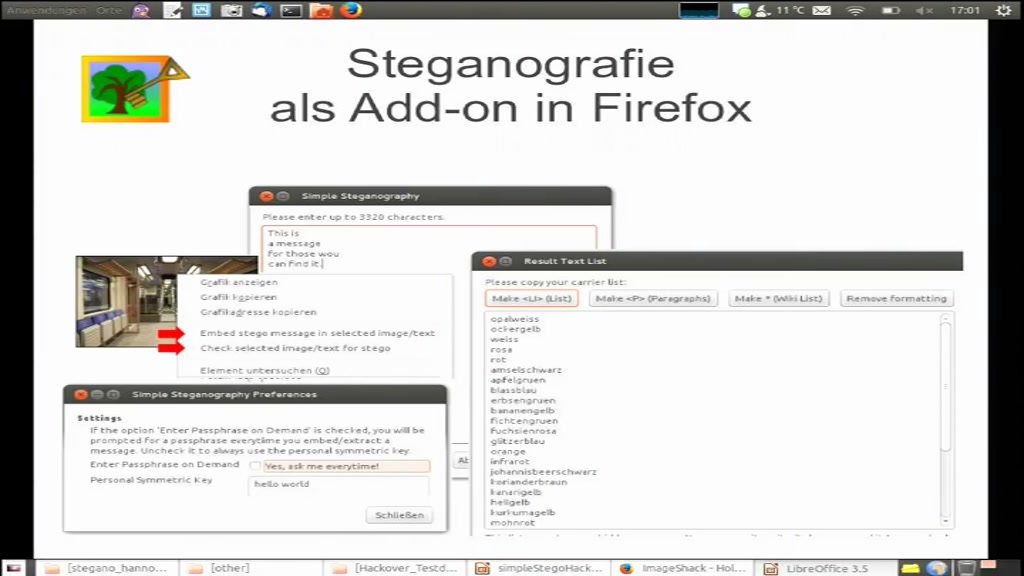 Anwendungen Orte
11 °C
17:01
Steganografie
als Add-on in Firefox
Simple Steganography
Please enter up to 3320 characters.
This is
a message
for those wou
can find it.
Grafik anzeigen
Grafik kopieren
Grafikadresse kopieren
Embed stego message in selected image/text
Check selected image/text for stego
Element untersuchen (Q)
Result Text List
Please copy your carrier list:
Make <LI> (List)
Make <P> (Paragraphs)
Make * (Wiki List)
Remove formatting
opalweiss
ockergelb
weiss
rosa
rot
amselschwarz
apfelgruen
blassblau
erbsengruen
bananengelb
fichtengruen
fuchsienrosa
glitzerblau
orange
infrarot
johannisbeerschwarz
korianderbraun
kanarigelb
hellgelb
kurkumagelb
mohnrot
Simple Steganography Preferences
Settings
If the option 'Enter Passphrase on Demand' is checked, you will be
prompted for a passphrase everytime you embed/extract a
message. Uncheck it to always use the personal symmetric key.
Enter Passphrase on Demand
Yes, ask me everytime!
Personal Symmetric Key
hello world
Schließen
Ab
[stegano_hanno...
[other]
[Hackover_Testd...
simpleStegoHack...
ImageShack - Hol...
LibreOffice 3.5